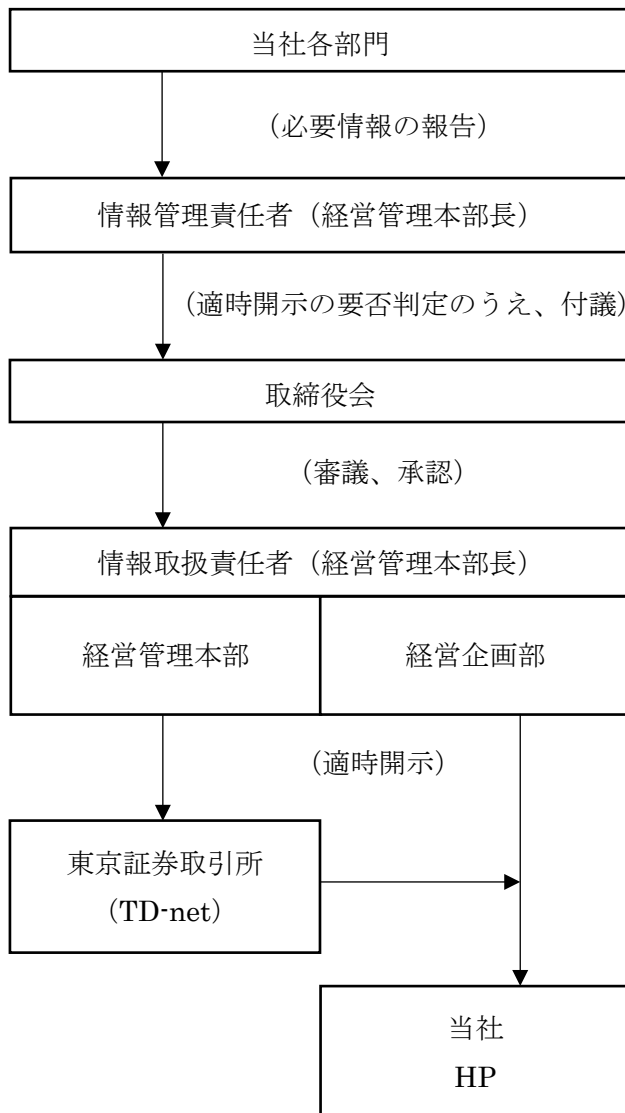 当社各部門
（必要情報の報告）
情報管理責任者（経営管理本部長）
（適時開示の要否判定のうえ、付議）
取締役会
（審議、承認）
情報取扱責任者（経営管理本部長）
経営管理本部
経営企画部
（適時開示）
東京証券取引所
（TD-net）
当社
HP